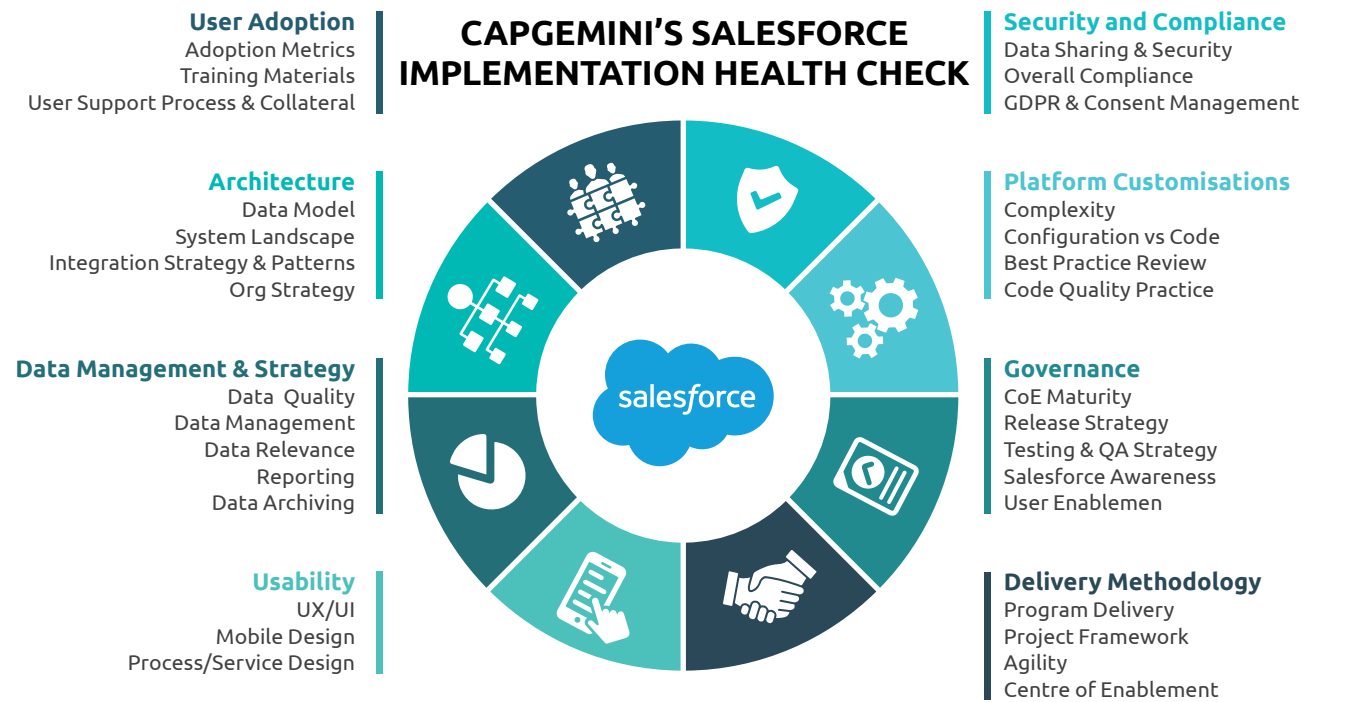 CAPGEMINI’S SALESFORCE
IMPLEMENTATION HEALTH CHECK
User Adoption
Adoption Metrics
Training Materials
User Support Process & Collateral
Architecture
Data Model
System Landscape
Integration Strategy & Patterns
Org Strategy
Data Management & Strategy
Data Quality
Data Management
Data Relevance
Reporting
Data Archiving
Usability
UX/UI
Mobile Design
Process/Service Design
salesforce
Security and Compliance
Data Sharing & Security
Overall Compliance
GDPR & Consent Management
Platform Customisations
Complexity
Configuration vs Code
Best Practice Review
Code Quality Practice
Governance
CoE Maturity
Release Strategy
Testing & QA Strategy
Salesforce Awareness
User Enablemen
Delivery Methodology
Program Delivery
Project Framework
Agility
Centre of Enablement